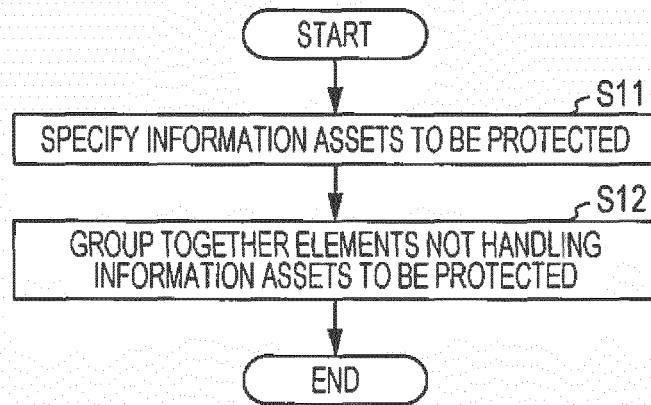 START
S11
SPECIFY INFORMATION ASSETS TO BE PROTECTED
S12
GROUP TOGETHER ELEMENTS NOT HANDLING
INFORMATION ASSETS TO BE PROTECTED
END